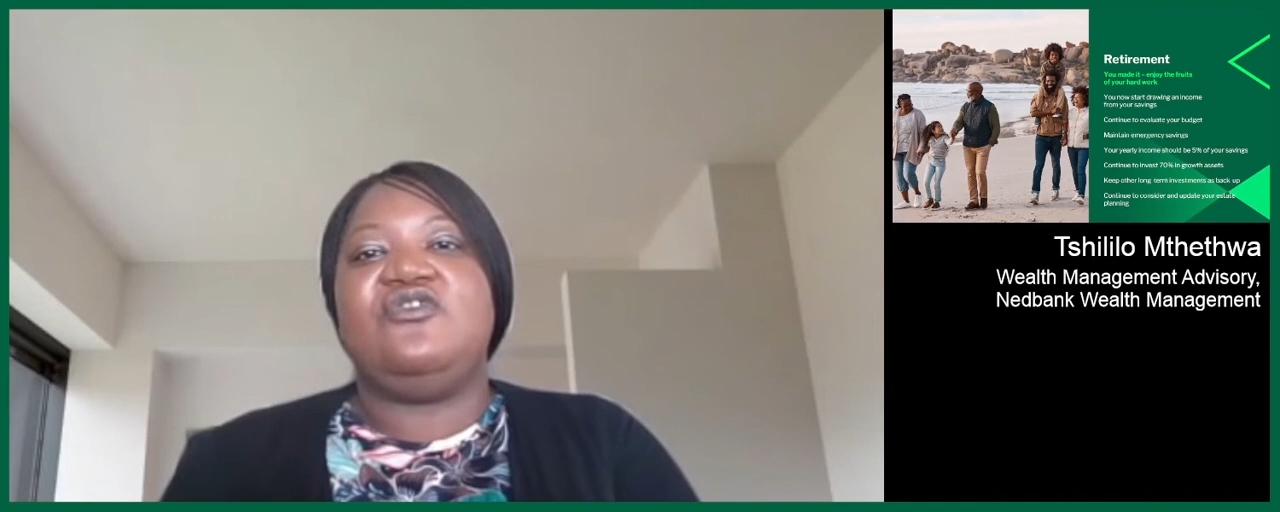 Retirement
You made it – enjoy the fruits
of your hard work
You now start drawing an income
from your savings
Continue to evaluate your budget
Maintain emergency savings
Your yearly income should be 5% of your savings
Continue to invest 70% in growth assets
Keep other long term investments as back up
Continue to consider and update your estate
planning
Tshililo Mthethwa
Wealth Management Advisory,
Nedbank Wealth Management